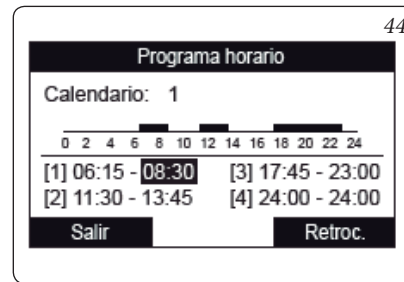 44
Programa horario
Calendario: 1
0 2 4 6 8 10 12 14 16 18 20 22 24
[1] 06:15 - 08:30 [3] 17:45 - 23:00
[2] 11:30 - 13:45 [4] 24:00 - 24:00
Salir Retroc.